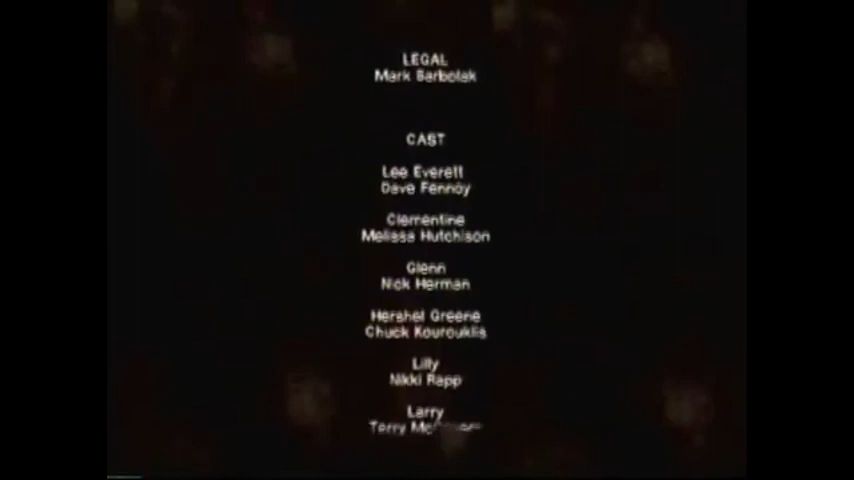 LEGAL
Mark Barbolak
CAST
Lee Everett
Dave Fennoy
Clementine
Melissa Hutchison
Glenn
Nick Herman
Hershel Greene
Chuck Kourouklis
Lilly
Nikki Rapp
Larry
Terry